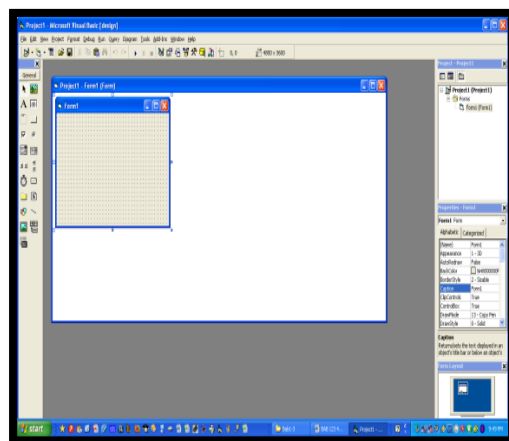 Project1 - Microsoft Visual Basic [design]
File Edit View Project Format Debug Run Query Diagram Tools Add-Ins Window Help
0, 0 4800 x 3600
General
Project1 - Form1 (Form)
Form1
Project - Project1
Project1 (Project1)
Forms
Form1 (Form1)
Properties - Form1
Form1 Form
Alphabetic Categorized
(Name) Form1
Appearance 1 - 3D
AutoRedraw False
BackColor
BorderStyle 2 - Sizable
Caption Form1
ClipControls True
ControlBox True
DrawMode 13 - Copy Pen
DrawStyle 0 - Solid
Caption
Returns/sets the text displayed in an
object's title bar or below an object's
Form Layout
start
Project1 - ...